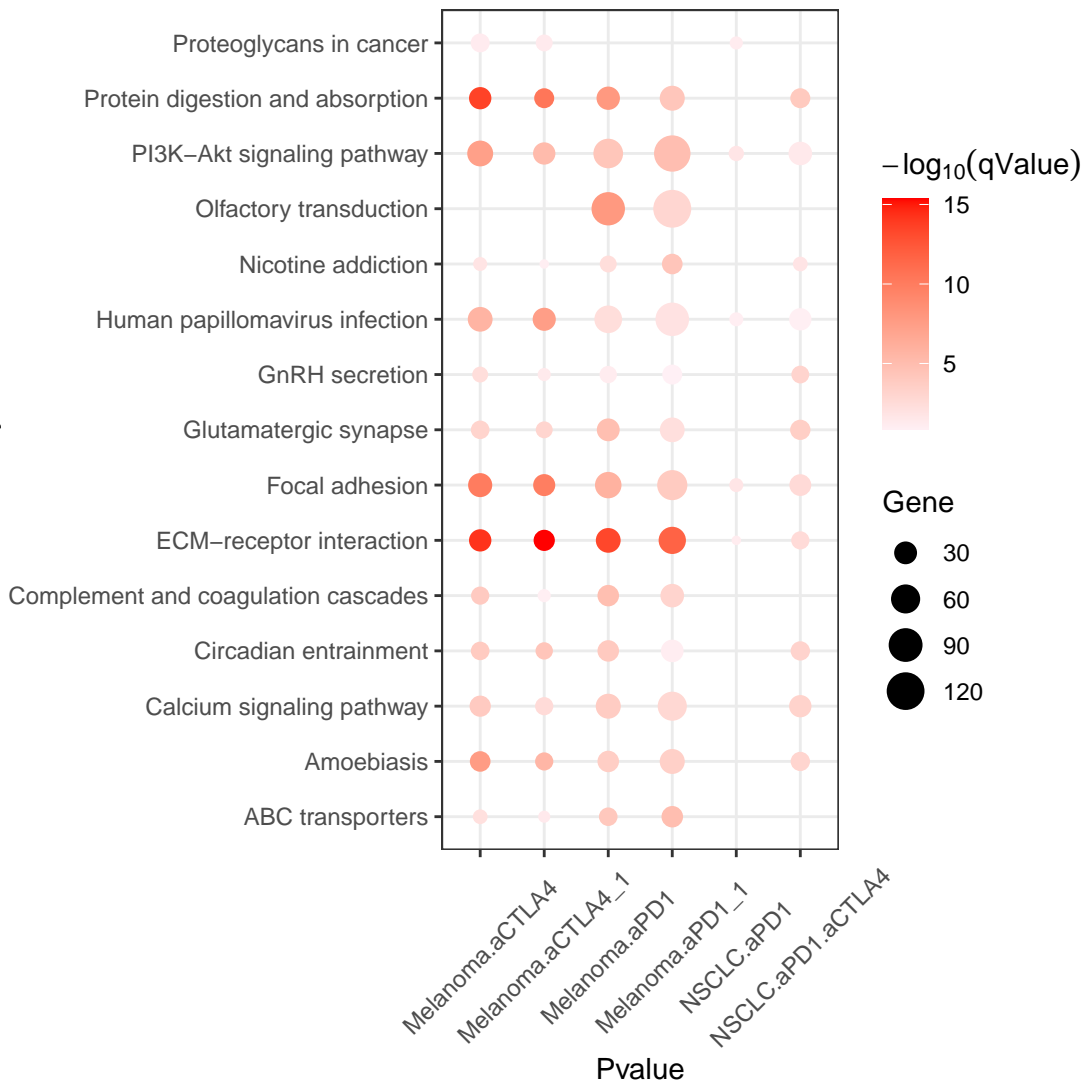 Proteoglycans in cancer
Protein digestion and absorption
PI3K−Akt signaling pathway
Olfactory transduction
Nicotine addiction
Human papillomavirus infection
GnRH secretion
Glutamatergic synapse
Focal adhesion
ECM−receptor interaction
Complement and coagulation cascades
Circadian entrainment
Calcium signaling pathway
Amoebiasis
ABC transporters
Melanoma.aCTLA4
Melanoma.aCTLA4_1
Melanoma.aPD1
Melanoma.aPD1_1
NSCLC.aPD1
NSCLC.aPD1.aCTLA4
Pvalue
−log₁₀(qValue)
15
10
5
Gene
30
60
90
120